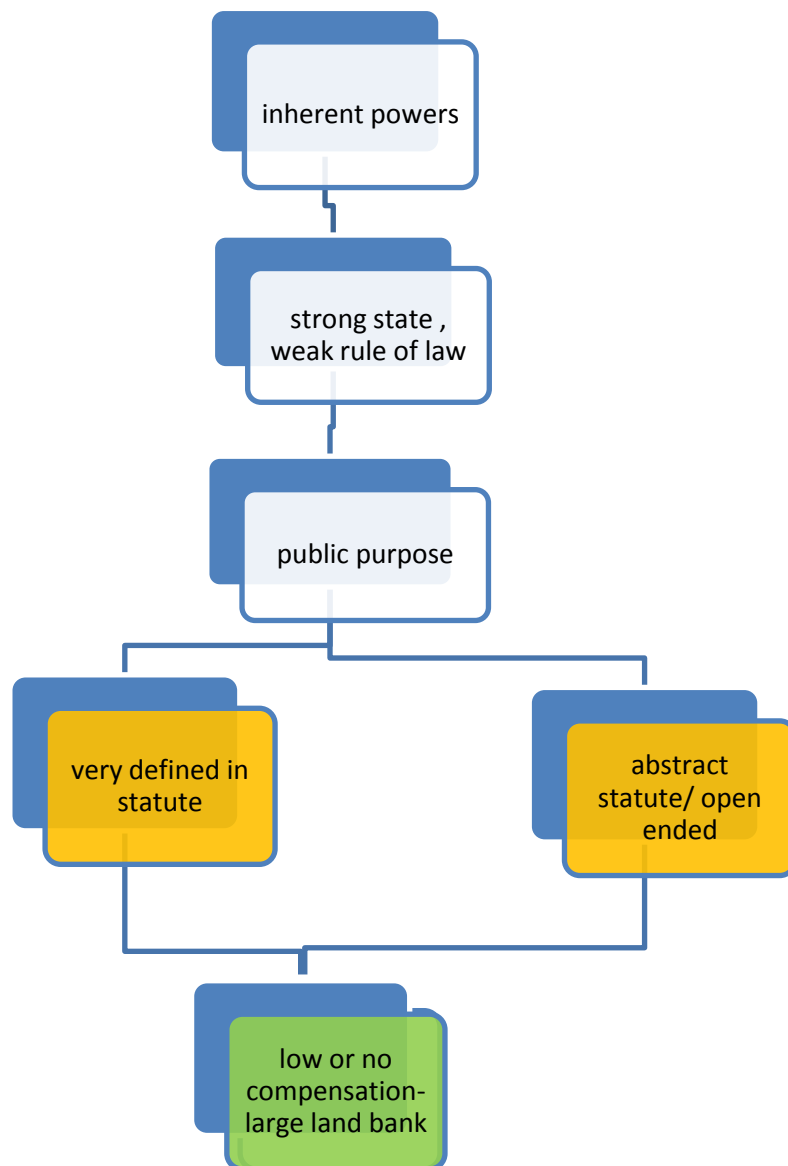 inherent powers
strong state ,
weak rule of law
public purpose
very defined in
statute
abstract
statute/ open
ended
low or no
compensation-
large land bank